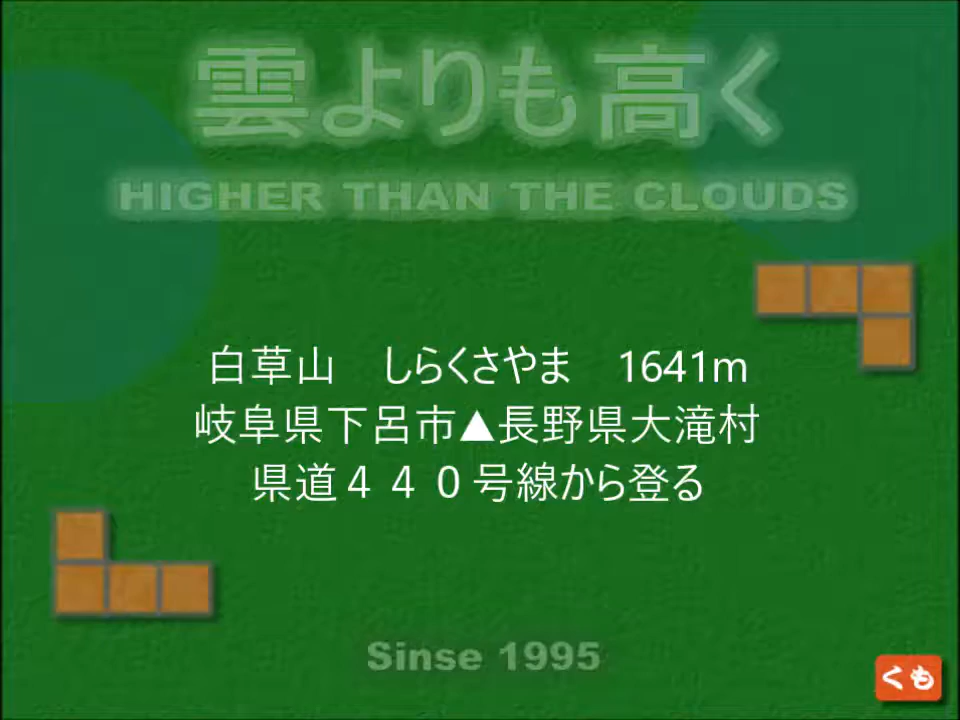 雲よりも高く
HIGHER THAN THE CLOUDS
白草山　しらくさやま　1641m
岐阜県下呂市▲長野県大滝村
県道４４０号線から登る
Sinse 1995
くも